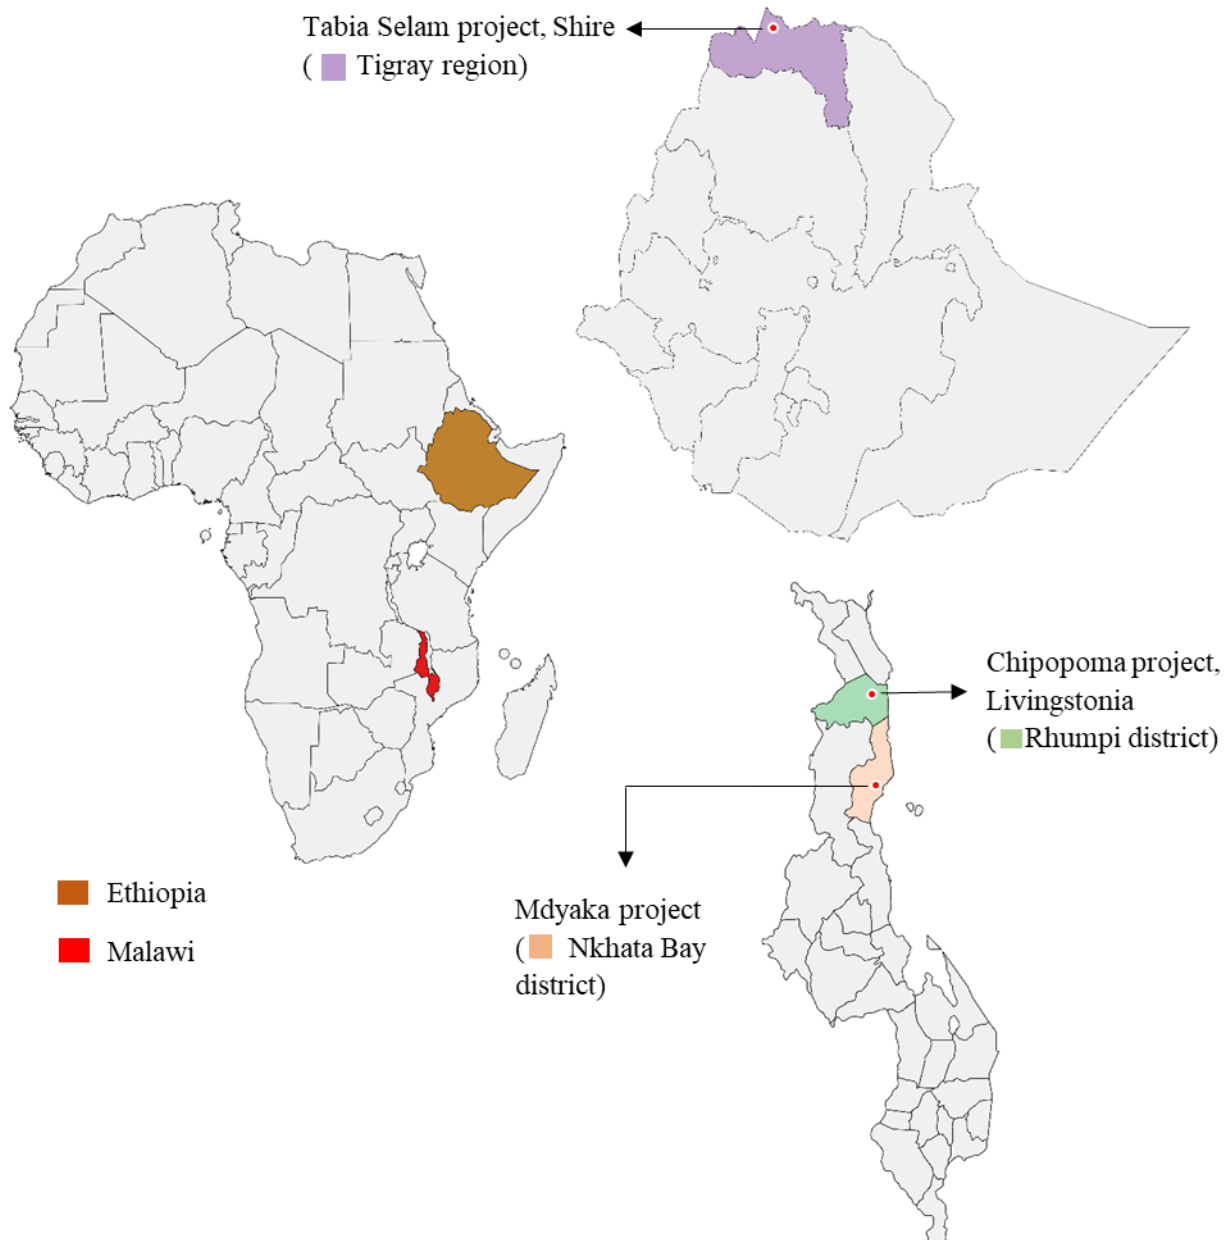 Tabia Selam project, Shire
( Tigray region)
Chipopoma project,
Livingstonia
( Rhumpi district)
Ethiopia
Malawi
Mdyaka project
( Nkhata Bay
district)